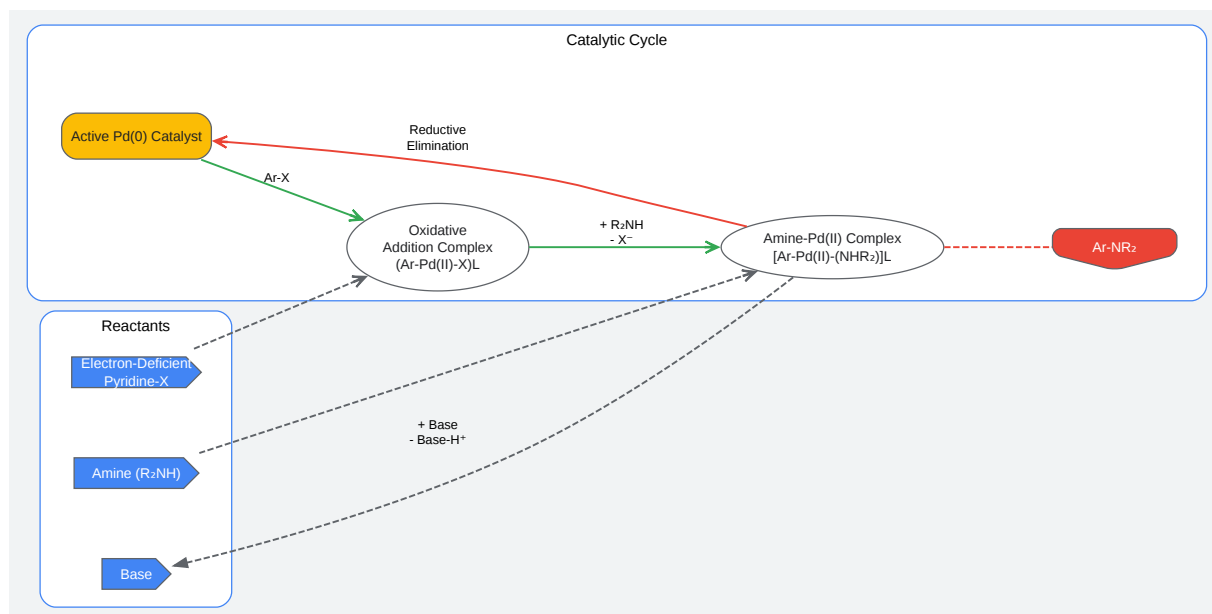 Catalytic Cycle
Active Pd(0) Catalyst
Reductive
Elimination
Ar-X
Oxidative
Addition Complex
(Ar-Pd(II)-X)L
+ R₂NH
- X⁻
Amine-Pd(II) Complex
[Ar-Pd(II)-(NHR₂)]L
Ar-NR₂
Reactants
Electron-Deficient
Pyridine-X
Amine (R₂NH)
+ Base
- Base-H⁺
Base